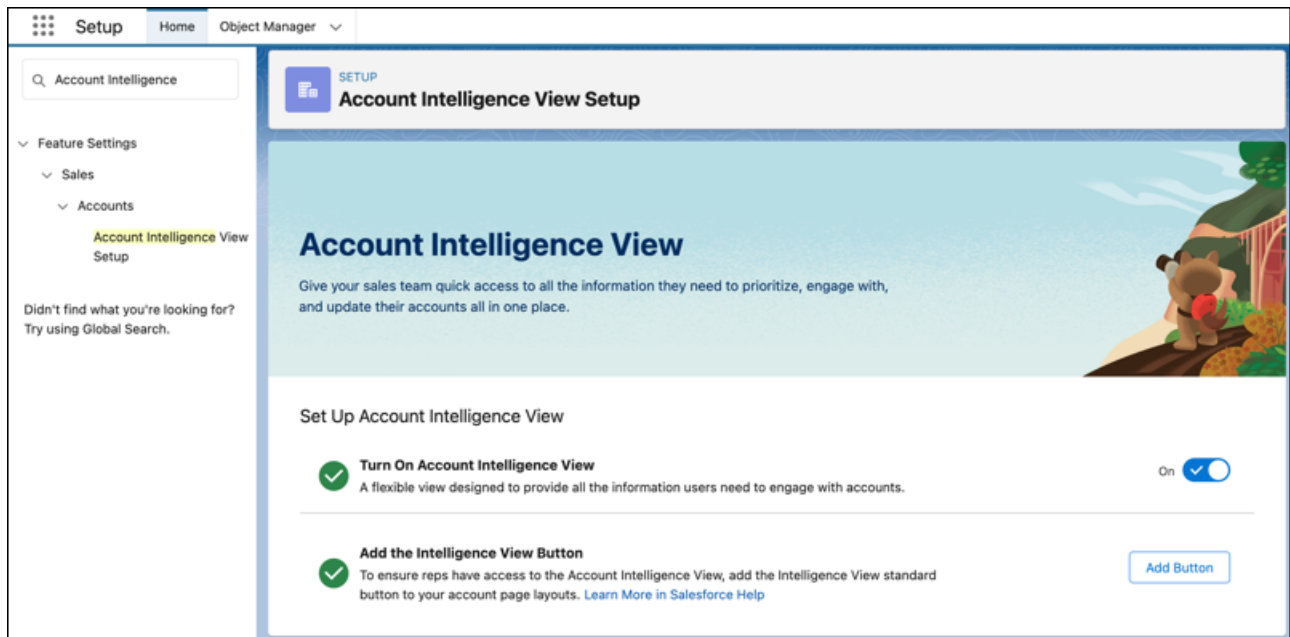 Setup
Home
Object Manager
Account Intelligence
Feature Settings
Sales
Accounts
Account Intelligence View
Setup
Didn't find what you're looking for?
Try using Global Search.
SETUP
Account Intelligence View Setup
Account Intelligence View
Give your sales team quick access to all the information they need to prioritize, engage with,
and update their accounts all in one place.
Set Up Account Intelligence View
Turn On Account Intelligence View
A flexible view designed to provide all the information users need to engage with accounts.
On
Add the Intelligence View Button
To ensure reps have access to the Account Intelligence View, add the Intelligence View standard
button to your account page layouts. Learn More in Salesforce Help
Add Button